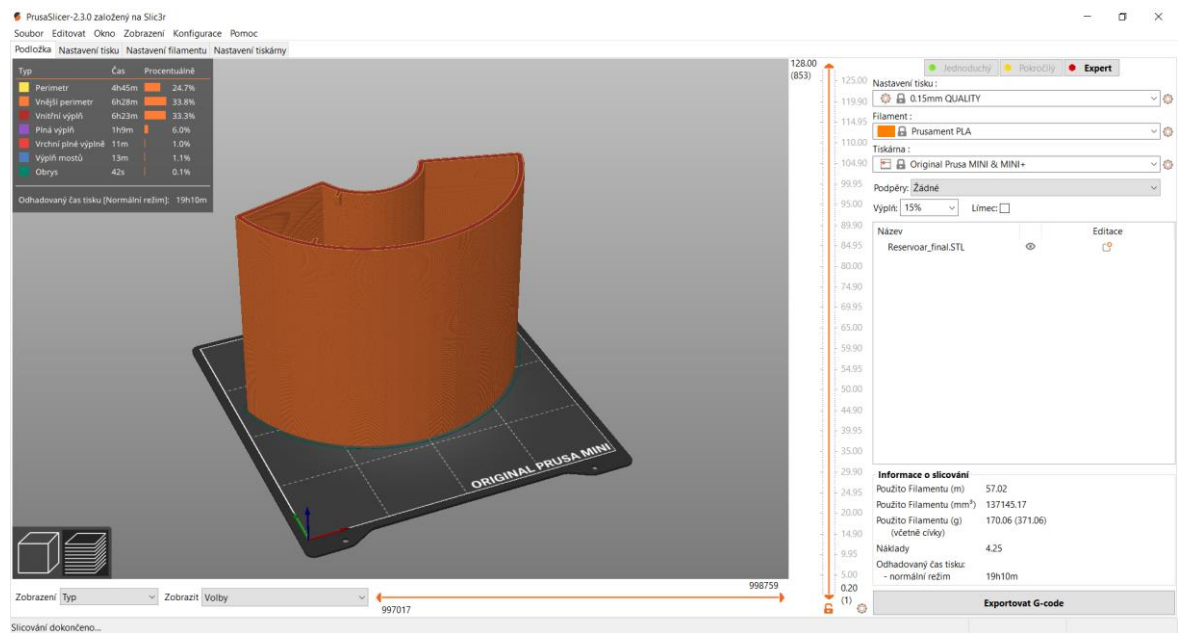 PrusaSlicer-2.3.0 založený na Slic3r
Soubor Editovat Okno Zobrazení Konfigurace Pomoc
Podložka Nastavení tisku Nastavení filamentu Nastavení tiskárny
Typ Čas Procentuálně
Perimetr 4h45m 24.7%
Vnější perimetr 6h28m 33.8%
Vnitřní výplň 6h23m 33.3%
Plná výplň 1h9m 6.0%
Vrchní plné výplně 11m 1.0%
Výplň mostů 13m 1.1%
Obrys 42s 0.1%
Odhadovaný čas tisku [Normální režim]: 19h10m
ORIGINAL PRUSA MINI
Zobrazení Typ Zobrazit Volby
998759
997017
Slicování dokončeno...
128.00
(853)
125.00
119.90
114.95
110.00
104.90
99.95
95.00
89.90
84.95
80.00
74.90
69.95
65.00
59.90
54.95
50.00
44.90
39.95
35.00
29.90
24.95
20.00
14.90
9.95
5.00
0.20
(1)
Jednoduchý Pokročilý Expert
Nastavení tisku :
0.15mm QUALITY
Filament :
Prusament PLA
Tiskárna :
Original Prusa MINI & MINI+
Podpěry: Žádné
Výplň: 15% Límec:
Název Editace
Reservoar_final.STL
Informace o slicování
Použito Filamentu (m) 57.02
Použito Filamentu (mm³) 137145.17
Použito Filamentu (g) 170.06 (371.06)
(včetně cívky)
Náklady 4.25
Odhadovaný čas tisku:
- normální režim 19h10m
Exportovat G-code